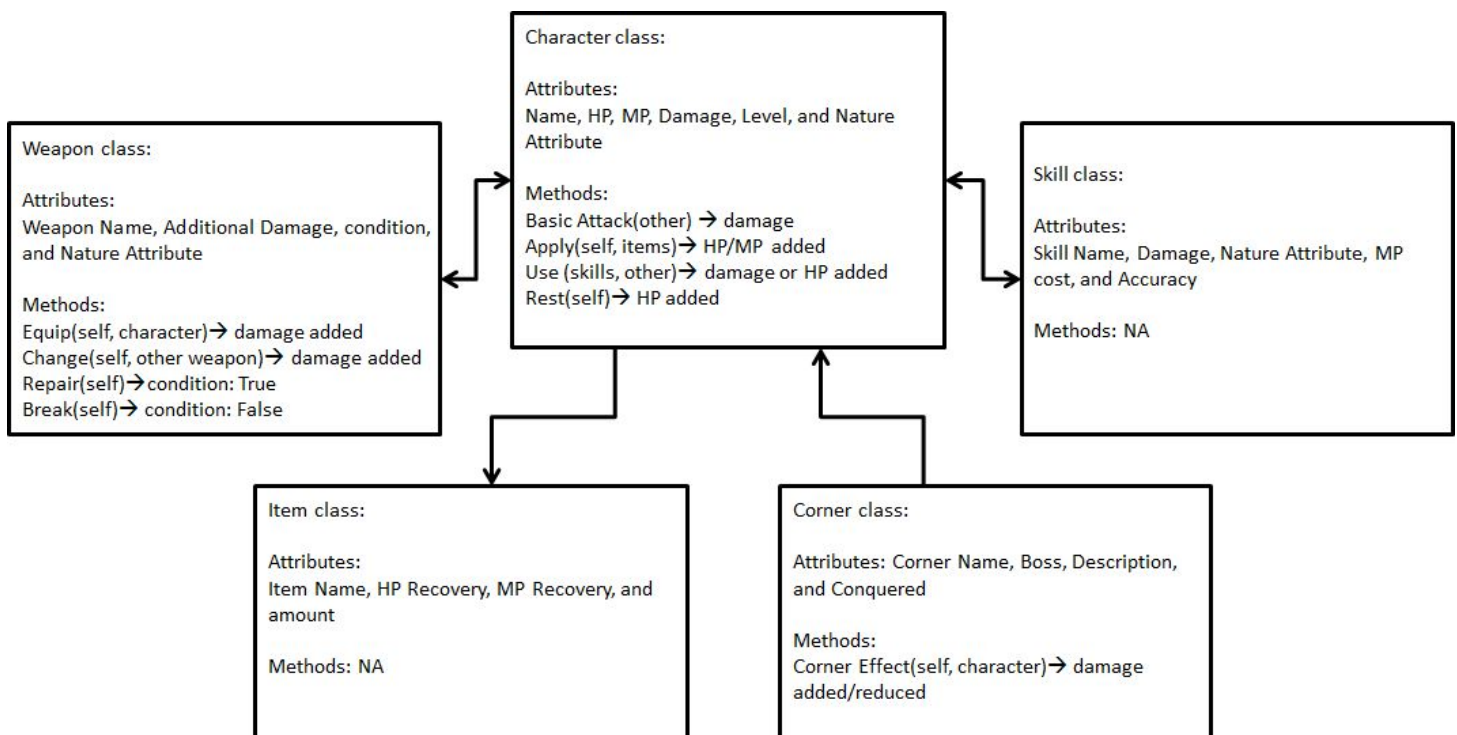 Character class:
Attributes:
Name, HP, MP, Damage, Level, and Nature
Attribute
Methods:
Basic Attack(other) → damage
Apply(self, items)→ HP/MP added
Use (skills, other)→ damage or HP added
Rest(self)→ HP added
Weapon class:
Attributes:
Weapon Name, Additional Damage, condition,
and Nature Attribute
Methods:
Equip(self, character)→ damage added
Change(self, other weapon)→ damage added
Repair(self)→condition: True
Break(self)→ condition: False
Skill class:
Attributes:
Skill Name, Damage, Nature Attribute, MP
cost, and Accuracy
Methods: NA
Item class:
Attributes:
Item Name, HP Recovery, MP Recovery, and
amount
Methods: NA
Corner class:
Attributes: Corner Name, Boss, Description,
and Conquered
Methods:
Corner Effect(self, character)→ damage
added/reduced